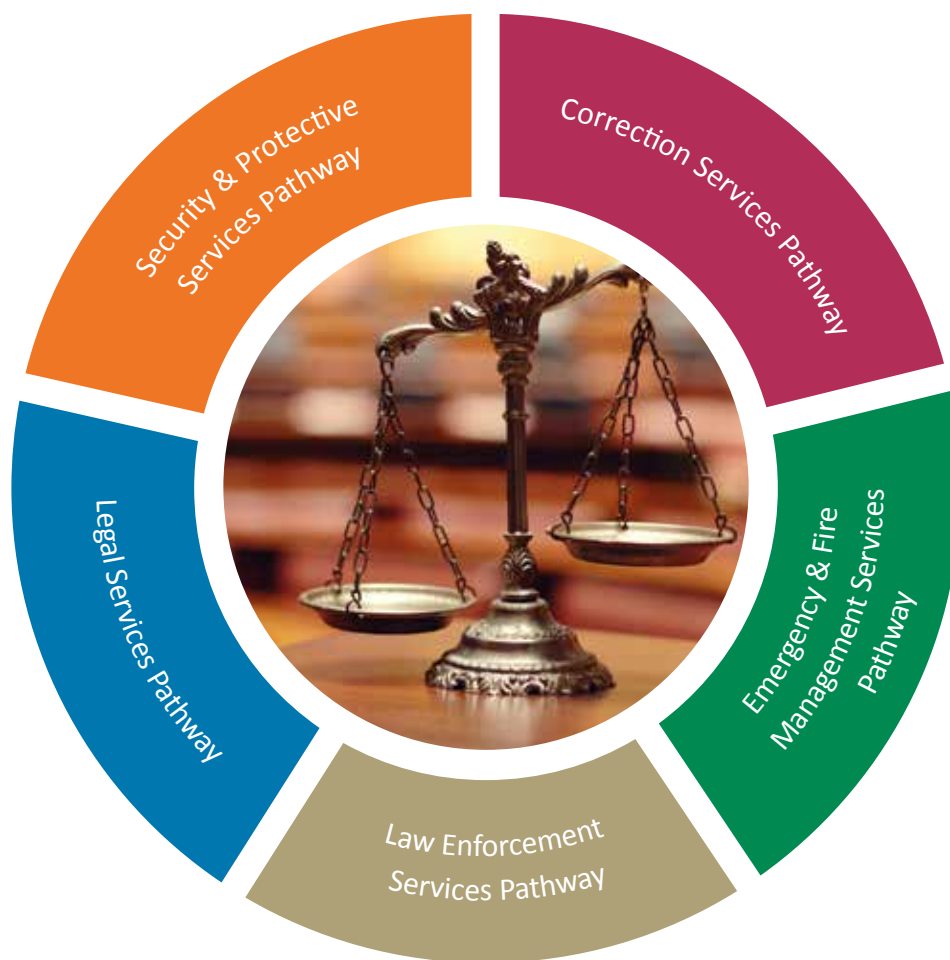 Security & Protective
Services Pathway
Correction Services Pathway
Emergency & Fire
Management Services
Pathway
Law Enforcement
Services Pathway
Legal Services Pathway